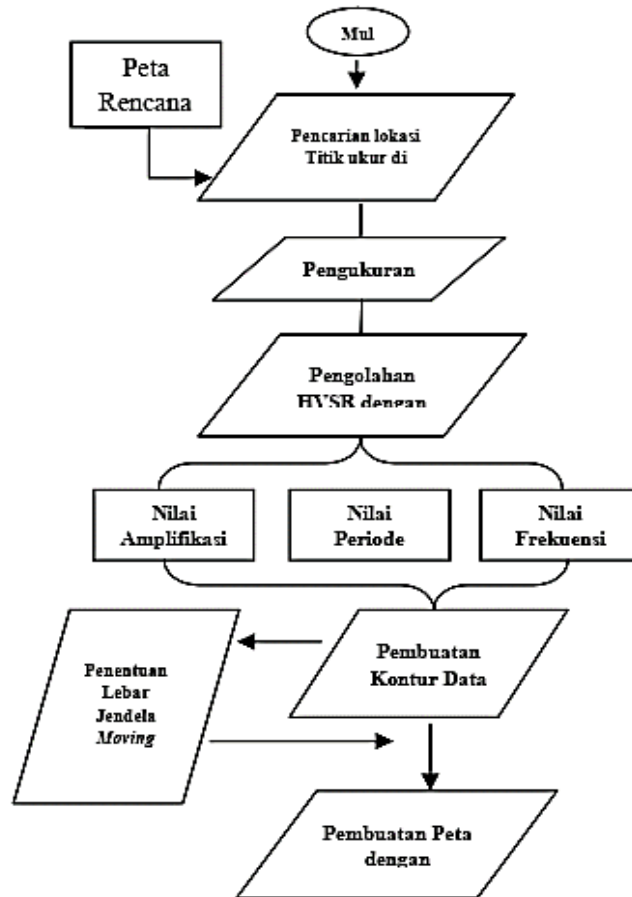 Mul
Peta
Rencana
Pencarian lokasi
Titik ukur di
Pengukuran
Pengolahan
HVSR dengan
Nilai
Amplifikasi
Nilai
Periode
Nilai
Frekuensi
Pembuatan
Kontur Data
Penentuan
Lebar
Jendela
Moving
Pembuatan Peta
dengan